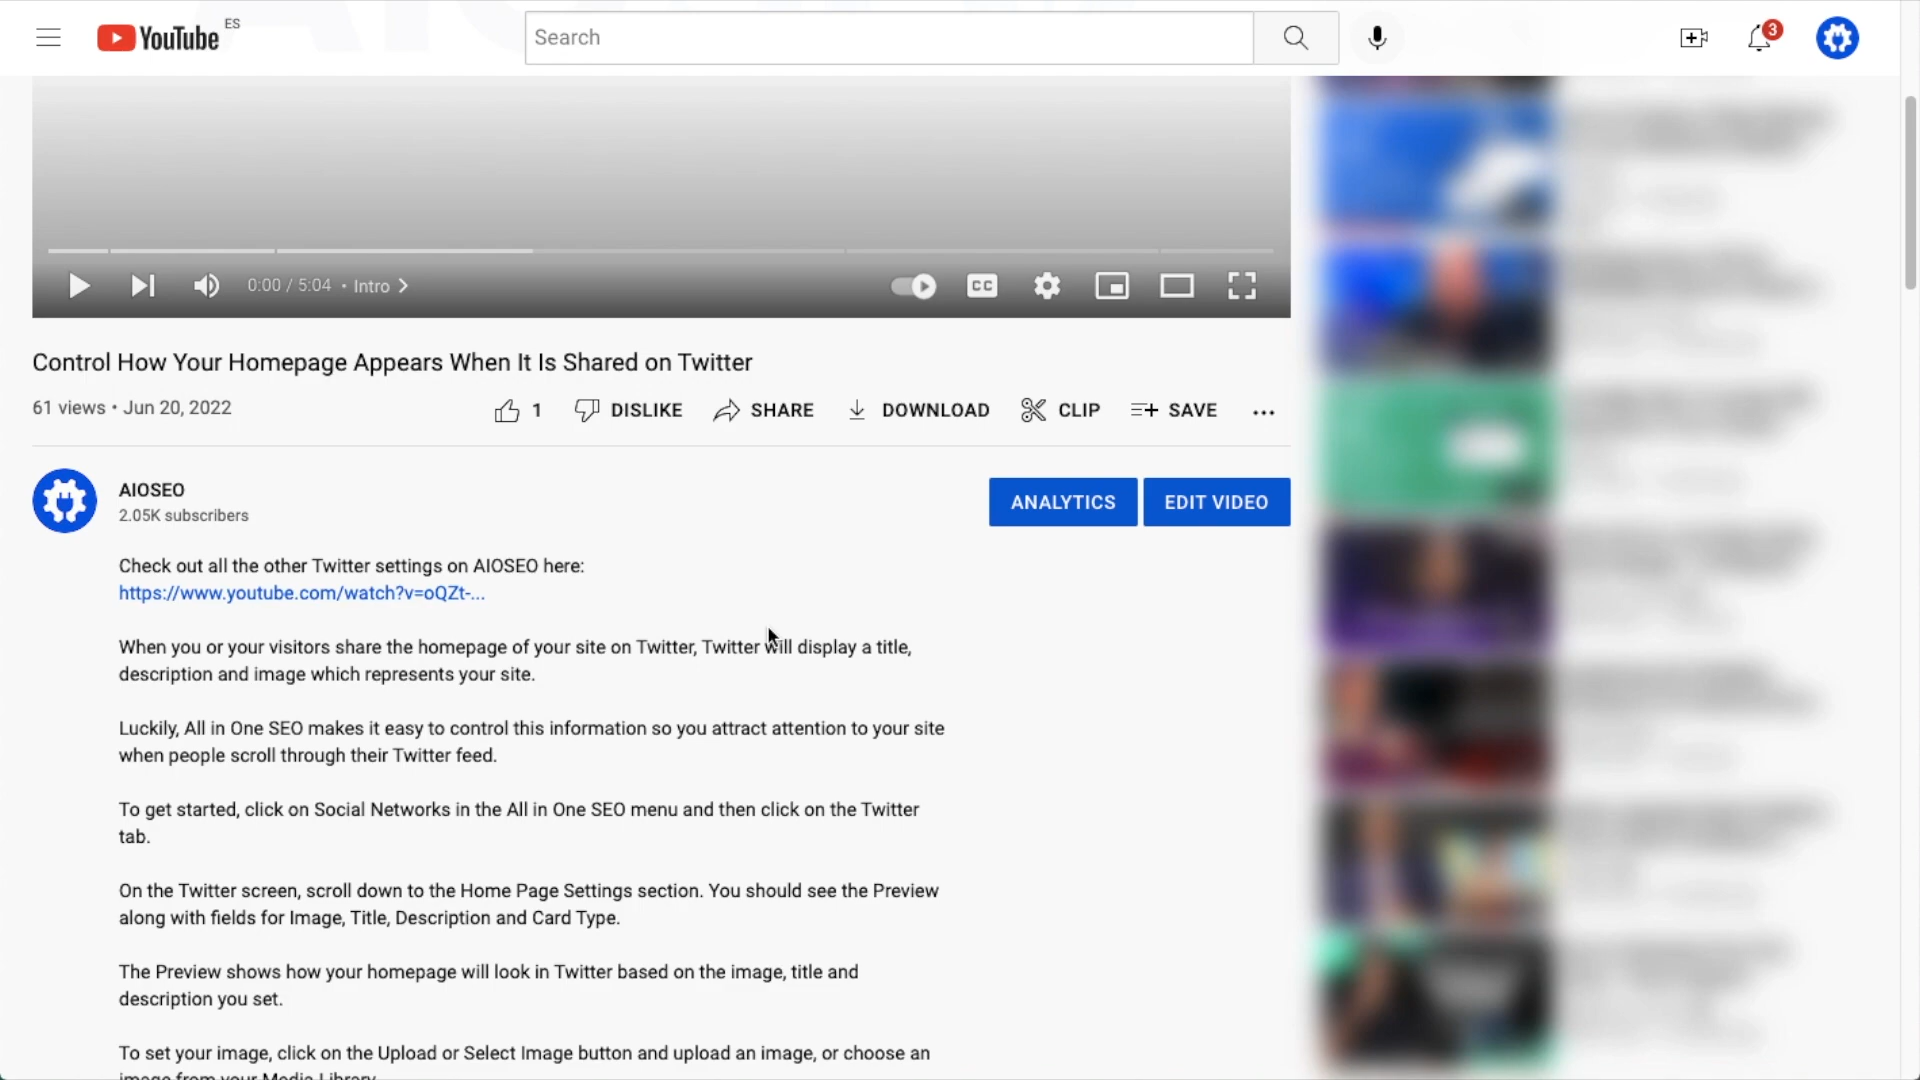 YouTube ES
Search
3
0:00 / 5:04 • Intro
CC
Control How Your Homepage Appears When It Is Shared on Twitter
61 views • Jun 20, 2022
1 DISLIKE SHARE DOWNLOAD CLIP SAVE ...
AIOSEO
2.05K subscribers
ANALYTICS EDIT VIDEO
Check out all the other Twitter settings on AIOSEO here:
https://www.youtube.com/watch?v=oQZt-...
When you or your visitors share the homepage of your site on Twitter, Twitter will display a title,
description and image which represents your site.
Luckily, All in One SEO makes it easy to control this information so you attract attention to your site
when people scroll through their Twitter feed.
To get started, click on Social Networks in the All in One SEO menu and then click on the Twitter
tab.
On the Twitter screen, scroll down to the Home Page Settings section. You should see the Preview
along with fields for Image, Title, Description and Card Type.
The Preview shows how your homepage will look in Twitter based on the image, title and
description you set.
To set your image, click on the Upload or Select Image button and upload an image, or choose an
image from your Media Library